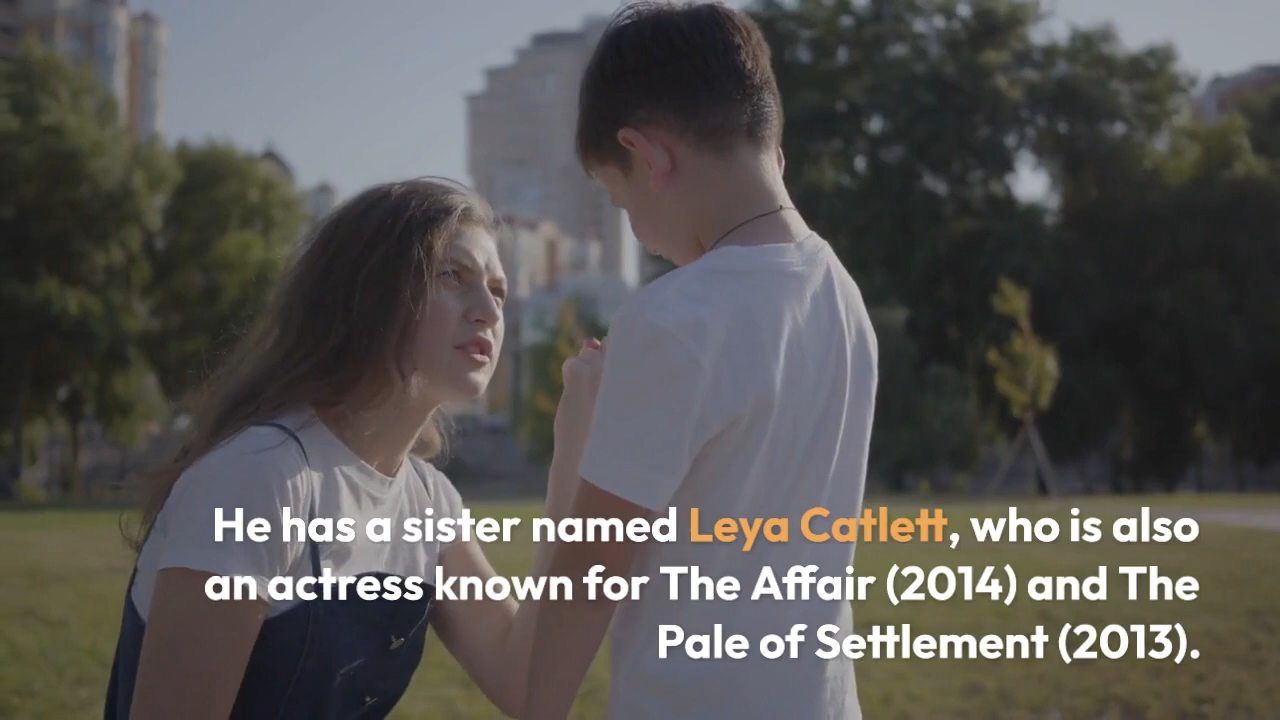 He has a sister named Leya Catlett, who is also
an actress known for The Affair (2014) and The
Pale of Settlement (2013).